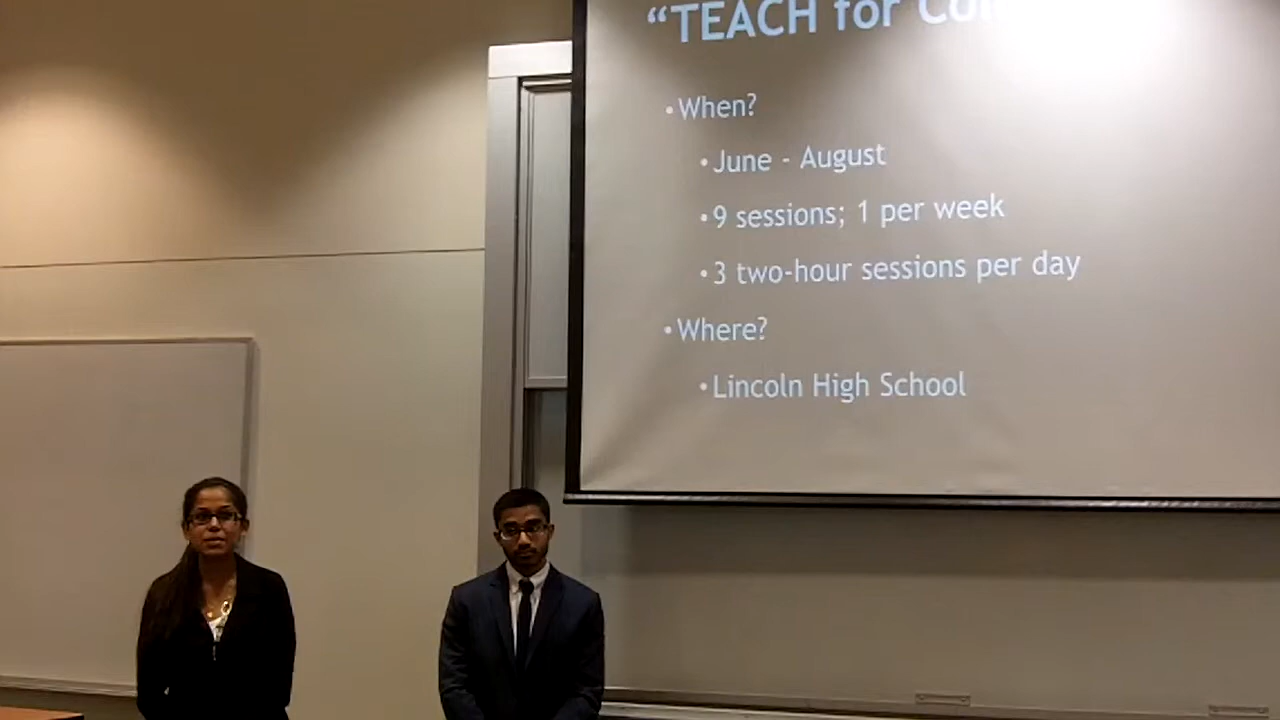 “TEACH for
• When?
• June - August
• 9 sessions; 1 per week
• 3 two-hour sessions per day
• Where?
• Lincoln High School